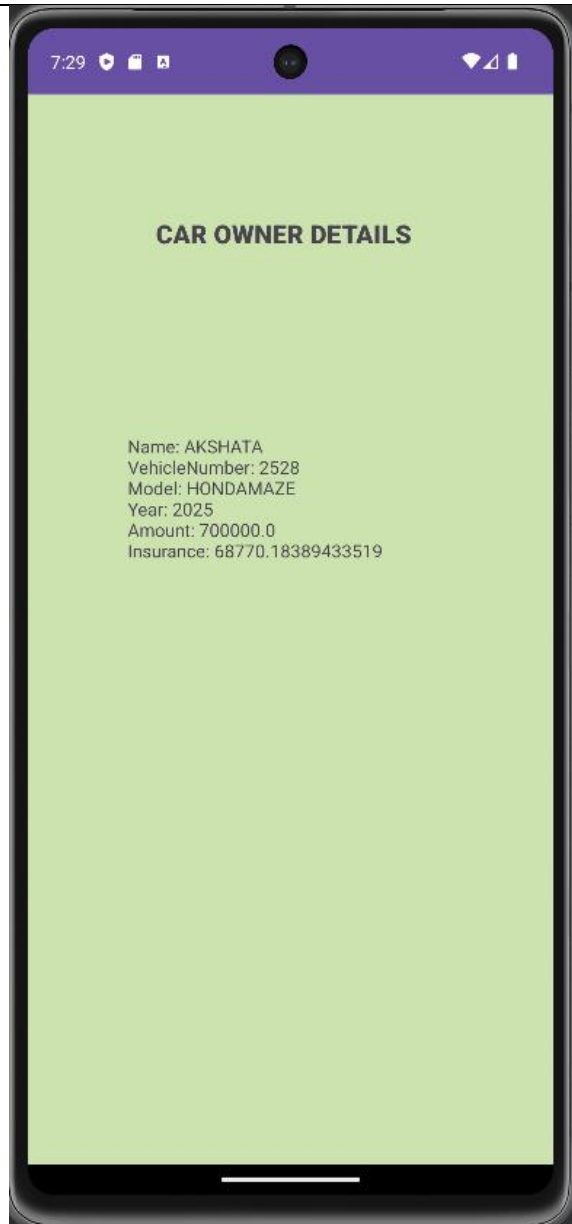 7:29
CAR OWNER DETAILS
Name: AKSHATA
VehicleNumber: 2528
Model: HONDAMAZE
Year: 2025
Amount: 700000.0
Insurance: 68770.18389433519